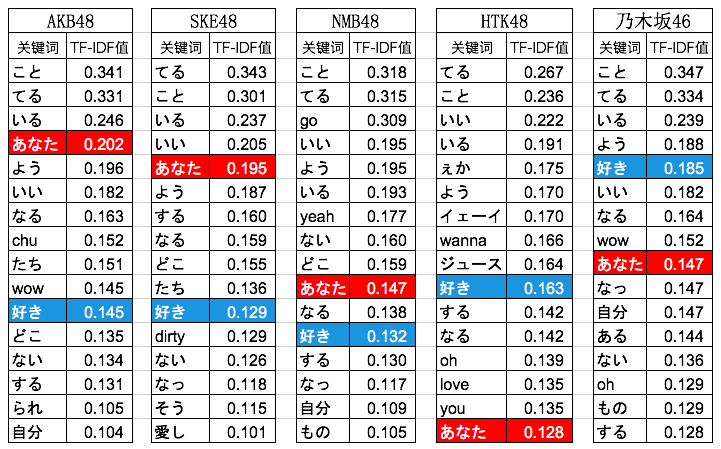 AKB48 SKE48 NMB48 HTK48 乃木坂46
关键词 TF-IDF值 关键词 TF-IDF值 关键词 TF-IDF值 关键词 TF-IDF值 关键词 TF-IDF值
こと 0.341 てる 0.343 こと 0.318 てる 0.267 こと 0.347
てる 0.331 こと 0.301 てる 0.315 こと 0.236 てる 0.334
いる 0.246 いる 0.237 go 0.309 いい 0.222 いる 0.239
あなた 0.202 いい 0.205 いい 0.195 いる 0.191 よう 0.188
よう 0.196 あなた 0.195 よう 0.195 ぇか 0.175 好き 0.185
いい 0.182 よう 0.187 いる 0.193 よう 0.170 いい 0.182
なる 0.163 する 0.160 yeah 0.177 イェーイ 0.170 なる 0.164
chu 0.152 なる 0.159 ない 0.160 wanna 0.166 wow 0.152
たち 0.151 どこ 0.155 どこ 0.159 ジュース 0.164 あなた 0.147
wow 0.145 たち 0.136 あなた 0.147 好き 0.163 なっ 0.147
好き 0.145 好き 0.129 なる 0.138 する 0.142 自分 0.147
どこ 0.135 dirty 0.129 好き 0.132 なる 0.142 ある 0.144
ない 0.134 ない 0.126 する 0.130 oh 0.139 ない 0.136
する 0.131 なっ 0.118 なっ 0.117 love 0.135 oh 0.129
られ 0.105 そう 0.115 自分 0.109 you 0.135 もの 0.129
自分 0.104 愛し 0.101 もの 0.105 あなた 0.128 する 0.128